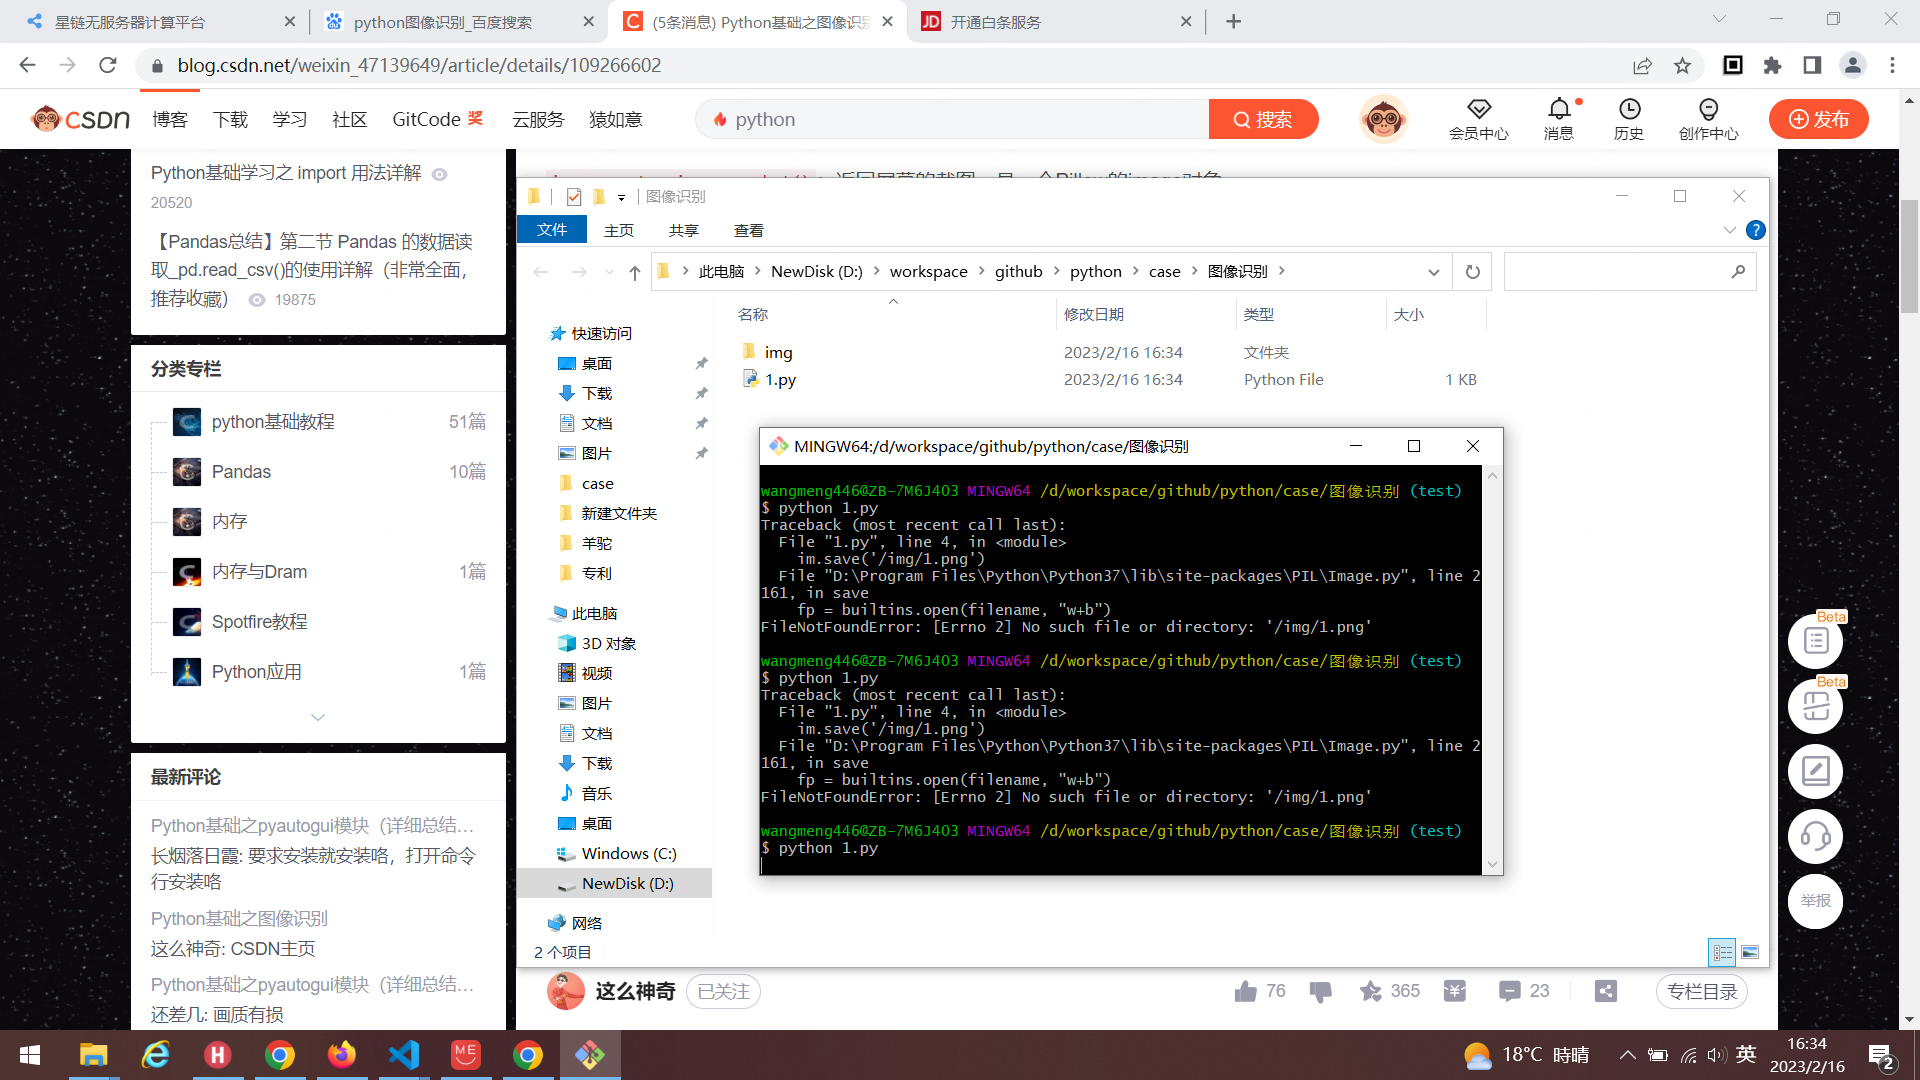 星链无服务器计算平台
python图像识别_百度搜索
(5条消息) Python基础之图像识别
开通白条服务
blog.csdn.net/weixin_47139649/article/details/109266602
CSDN
博客
下载
学习
社区
GitCode 奖
云服务
猿如意
python
搜索
会员中心
消息
历史
创作中心
发布
Python基础学习之 import 用法详解
20520
【Pandas总结】第二节 Pandas 的数据读
取_pd.read_csv()的使用详解（非常全面，
推荐收藏） 19875
分类专栏
python基础教程 51篇
Pandas 10篇
内存
内存与Dram 1篇
Spotfire教程
Python应用 1篇
最新评论
Python基础之pyautogui模块（详细总结…
长烟落日霞: 要求安装就安装咯，打开命令
行安装咯
Python基础之图像识别
这么神奇: CSDN主页
Python基础之pyautogui模块（详细总结…
还差几: 画质有损
图像识别
文件
主页
共享
查看
此电脑 NewDisk (D:) workspace github python case 图像识别
名称 修改日期 类型 大小
img 2023/2/16 16:34 文件夹
1.py 2023/2/16 16:34 Python File 1 KB
快速访问
桌面
下载
文档
图片
case
新建文件夹
羊驼
专利
此电脑
3D 对象
视频
图片
文档
下载
音乐
桌面
Windows (C:)
NewDisk (D:)
网络
2 个项目
MINGW64:/d/workspace/github/python/case/图像识别
wangmeng446@ZB-7M6J4O3 MINGW64 /d/workspace/github/python/case/图像识别 (test)
$ python 1.py
Traceback (most recent call last):
File "1.py", line 4, in <module>
im.save('/img/1.png')
File "D:\Program Files\Python\Python37\lib\site-packages\PIL\Image.py", line 2
161, in save
fp = builtins.open(filename, "w+b")
FileNotFoundError: [Errno 2] No such file or directory: '/img/1.png'
wangmeng446@ZB-7M6J4O3 MINGW64 /d/workspace/github/python/case/图像识别 (test)
$ python 1.py
Traceback (most recent call last):
File "1.py", line 4, in <module>
im.save('/img/1.png')
File "D:\Program Files\Python\Python37\lib\site-packages\PIL\Image.py", line 2
161, in save
fp = builtins.open(filename, "w+b")
FileNotFoundError: [Errno 2] No such file or directory: '/img/1.png'
wangmeng446@ZB-7M6J4O3 MINGW64 /d/workspace/github/python/case/图像识别 (test)
$ python 1.py
Beta
Beta
举报
这么神奇
已关注
76
365
23
专栏目录
18°C 時晴
英
16:34
2023/2/16
2